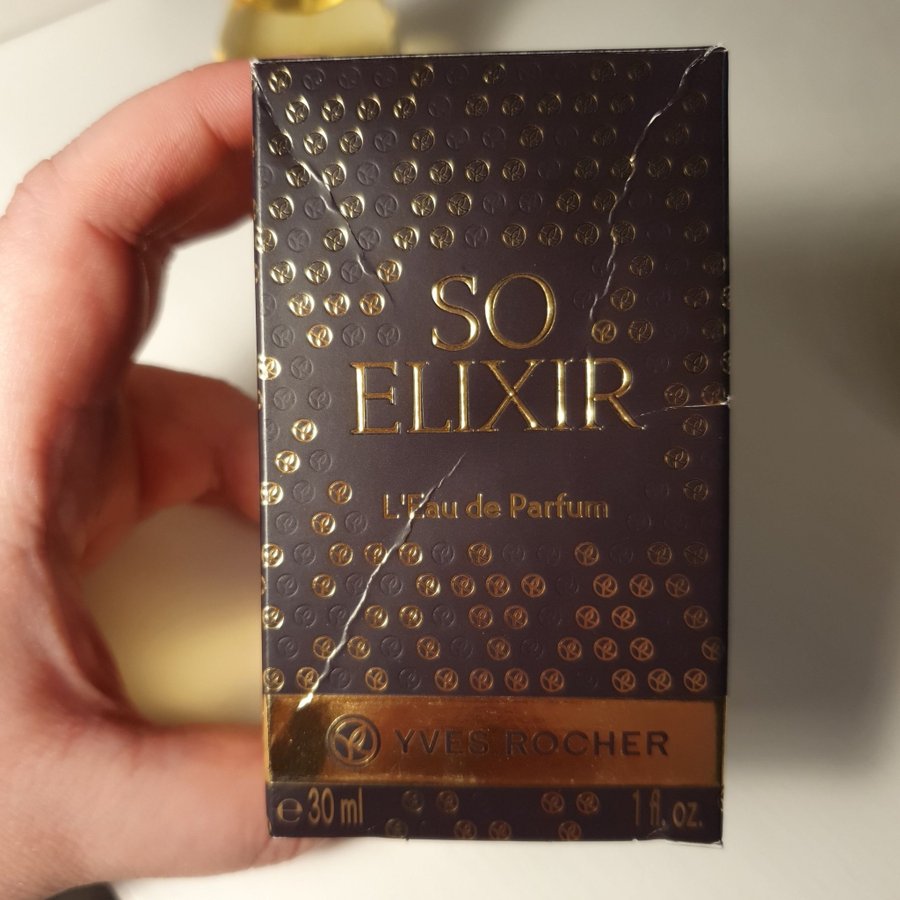 SO
ELIXIR
L'Eau de Parfum
YVES ROCHER
℮ 30 ml 1 fl. oz.